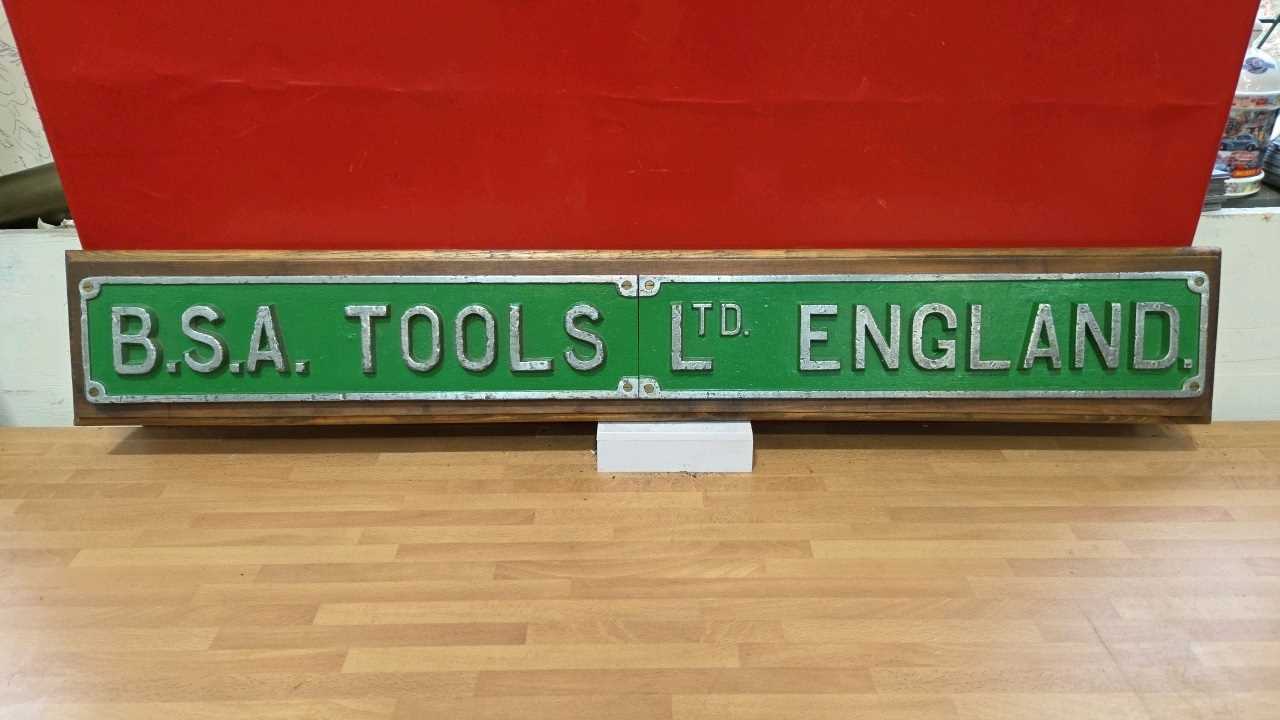 B.S.A. TOOLS LTD. ENGLAND.